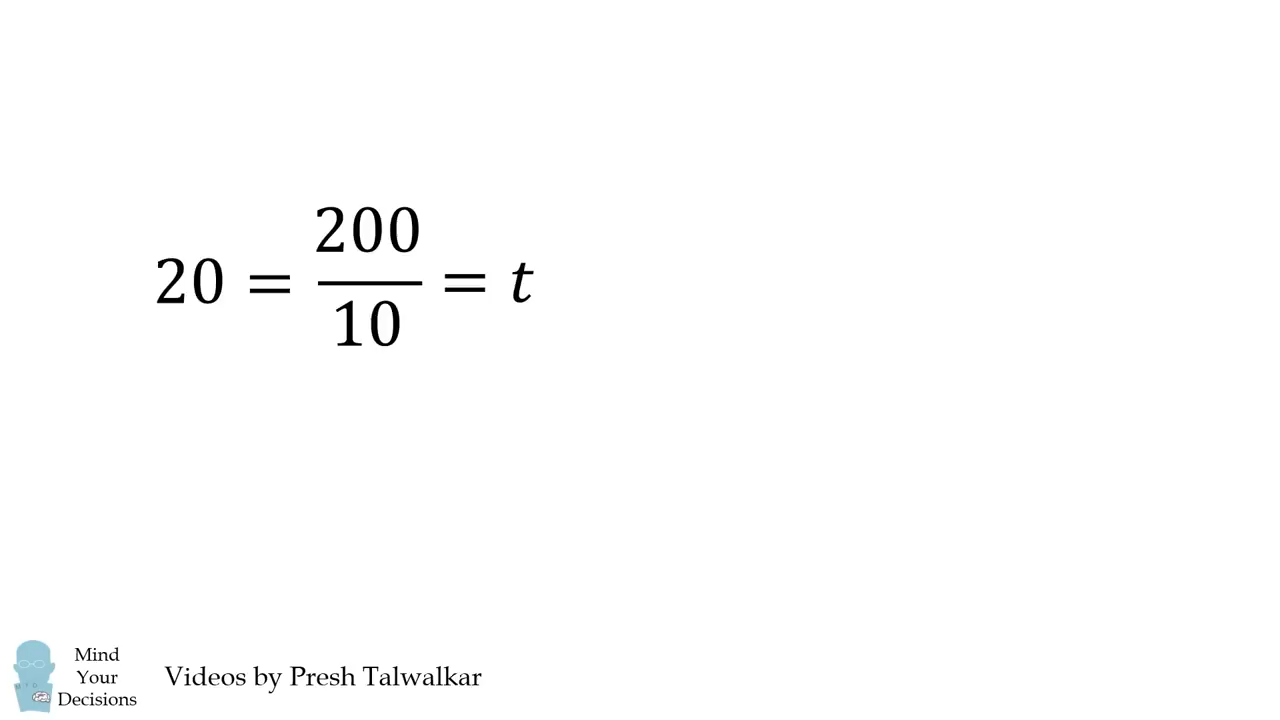 20 = 200/10 = t
Mind
Your
Decisions
Videos by Presh Talwalkar